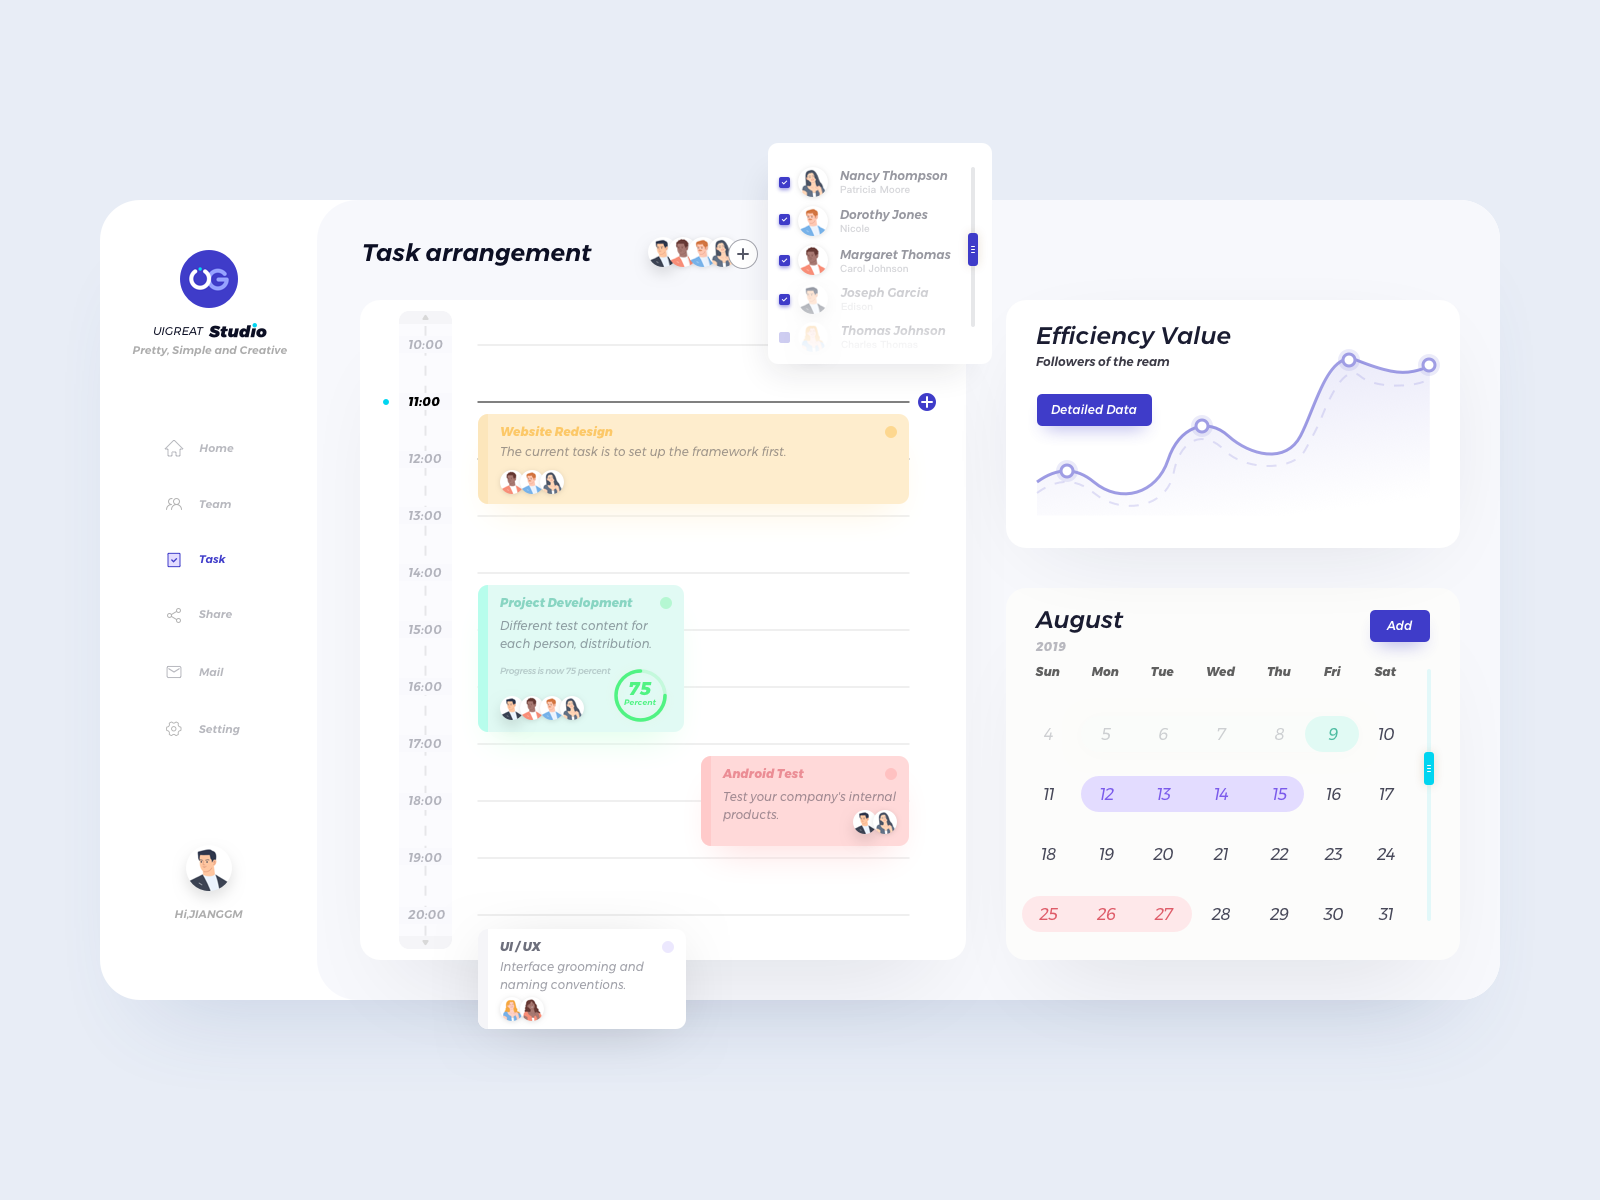 UG
UIGREAT Studio
Pretty, Simple and Creative
Home
Team
Task
Share
Mail
Setting
Hi,JIANGGM
Task arrangement
Nancy Thompson
Patricia Moore
Dorothy Jones
Nicole
Margaret Thomas
Carol Johnson
Joseph Garcia
Edison
Thomas Johnson
Charles Thomas
10:00
11:00
12:00
13:00
14:00
15:00
16:00
17:00
18:00
19:00
20:00
Website Redesign
The current task is to set up the framework first.
Project Development
Different test content for
each person, distribution.
Progress is now 75 percent
75
Percent
Android Test
Test your company's internal
products.
UI / UX
Interface grooming and
naming conventions.
Efficiency Value
Followers of the ream
Detailed Data
August
2019
Add
Sun Mon Tue Wed Thu Fri Sat
4 5 6 7 8 9 10
11 12 13 14 15 16 17
18 19 20 21 22 23 24
25 26 27 28 29 30 31